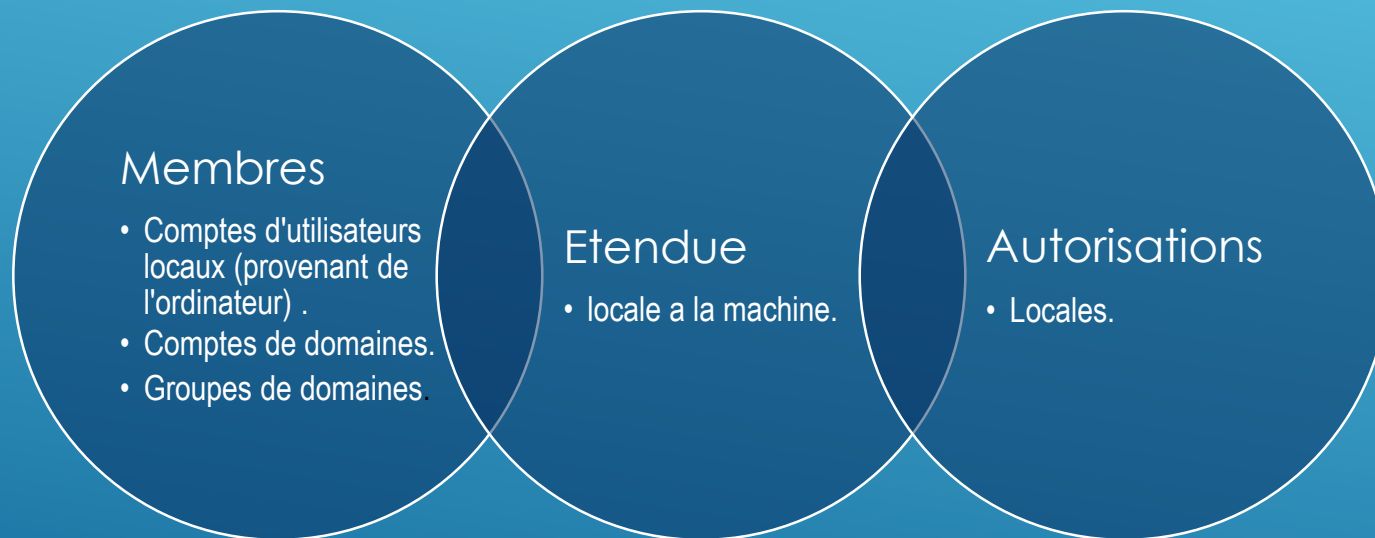 Membres
• Comptes d'utilisateurs
locaux (provenant de
l'ordinateur) .
• Comptes de domaines.
• Groupes de domaines.
Etendue
• locale a la machine.
Autorisations
• Locales.